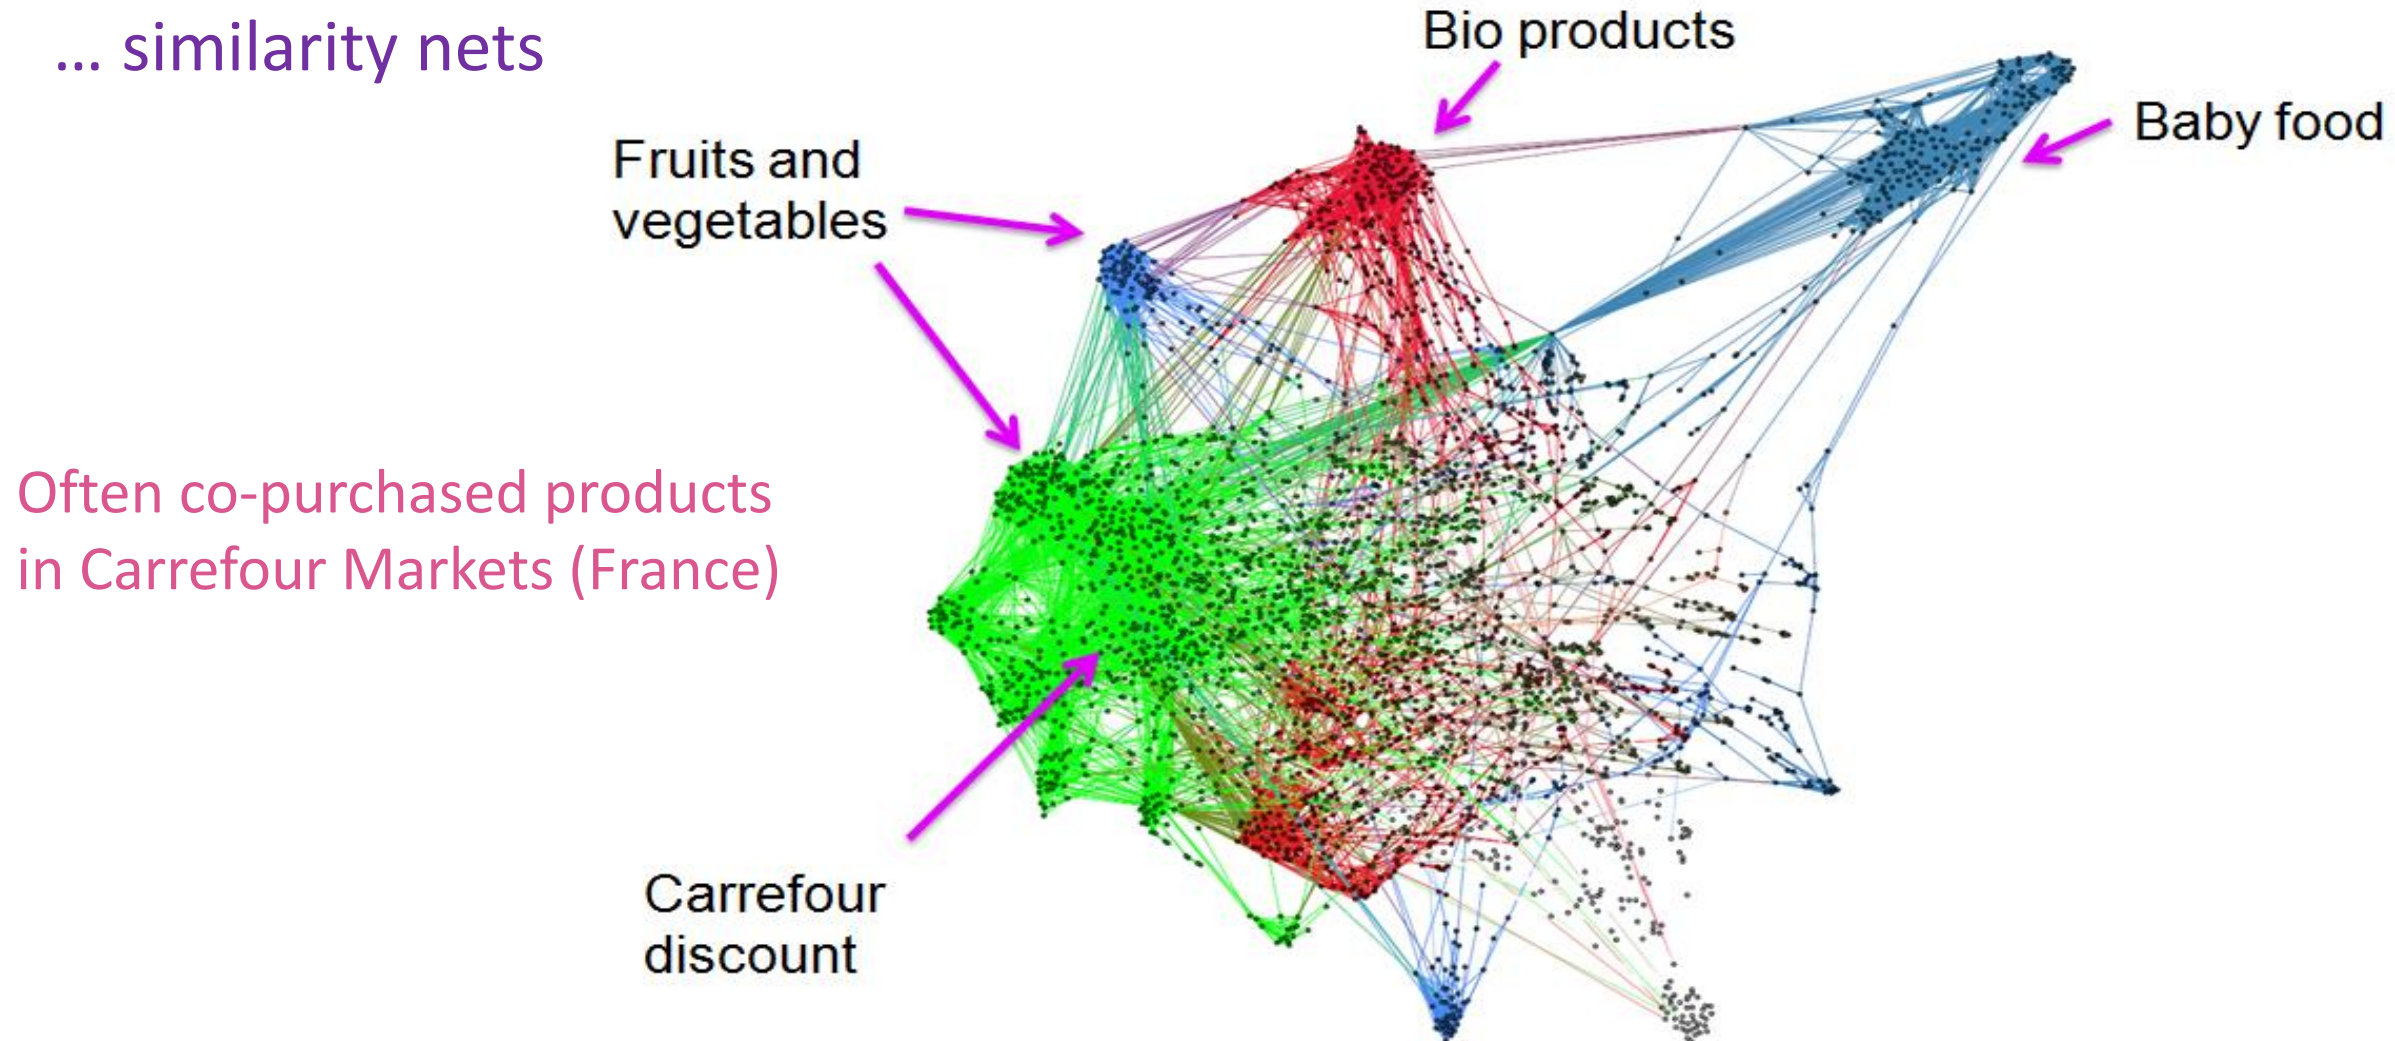 ... similarity nets
Bio products
Baby food
Fruits and
vegetables
Often co-purchased products
in Carrefour Markets (France)
Carrefour
discount